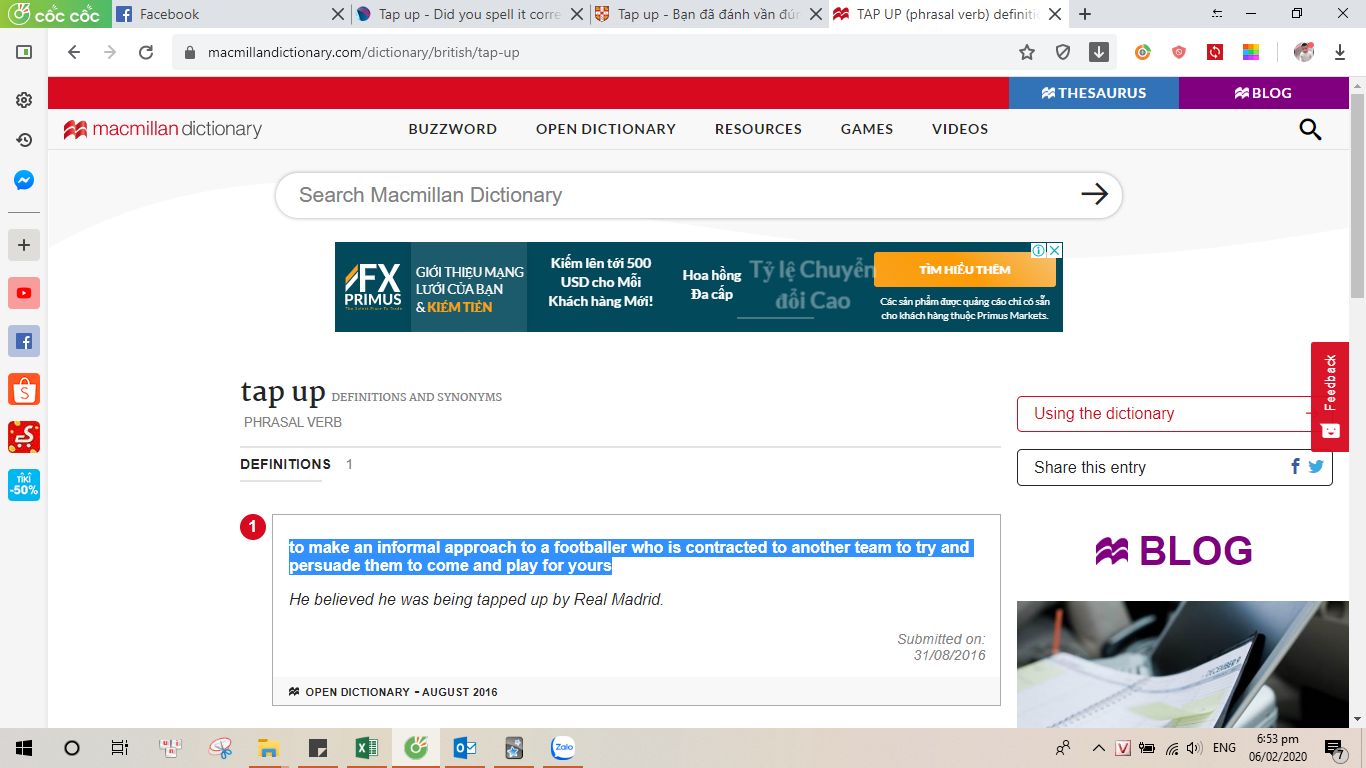 cốc cốc
Facebook
Tap up - Did you spell it corre
Tap up - Bạn đã đánh vần đún
TAP UP (phrasal verb) definitio
macmillandictionary.com/dictionary/british/tap-up
THESAURUS
BLOG
macmillan dictionary
BUZZWORD
OPEN DICTIONARY
RESOURCES
GAMES
VIDEOS
Search Macmillan Dictionary
FX
PRIMUS
GIỚI THIỆU MẠNG
LƯỚI CỦA BẠN
& KIẾM TIỀN
Kiếm lên tới 500
USD cho Mỗi
Khách hàng Mới!
Hoa hồng
Đa cấp
Tỷ lệ Chuyển
đổi Cao
TÌM HIỂU THÊM
Các sản phẩm được quảng cáo chỉ có sẵn
cho khách hàng thuộc Primus Markets.
tap up DEFINITIONS AND SYNONYMS
PHRASAL VERB
DEFINITIONS 1
Using the dictionary
Feedback
Share this entry
1
to make an informal approach to a footballer who is contracted to another team to try and
persuade them to come and play for yours
He believed he was being tapped up by Real Madrid.
Submitted on:
31/08/2016
OPEN DICTIONARY - AUGUST 2016
BLOG
TIKI
-50%
Zalo
ENG
6:53 pm
06/02/2020
7